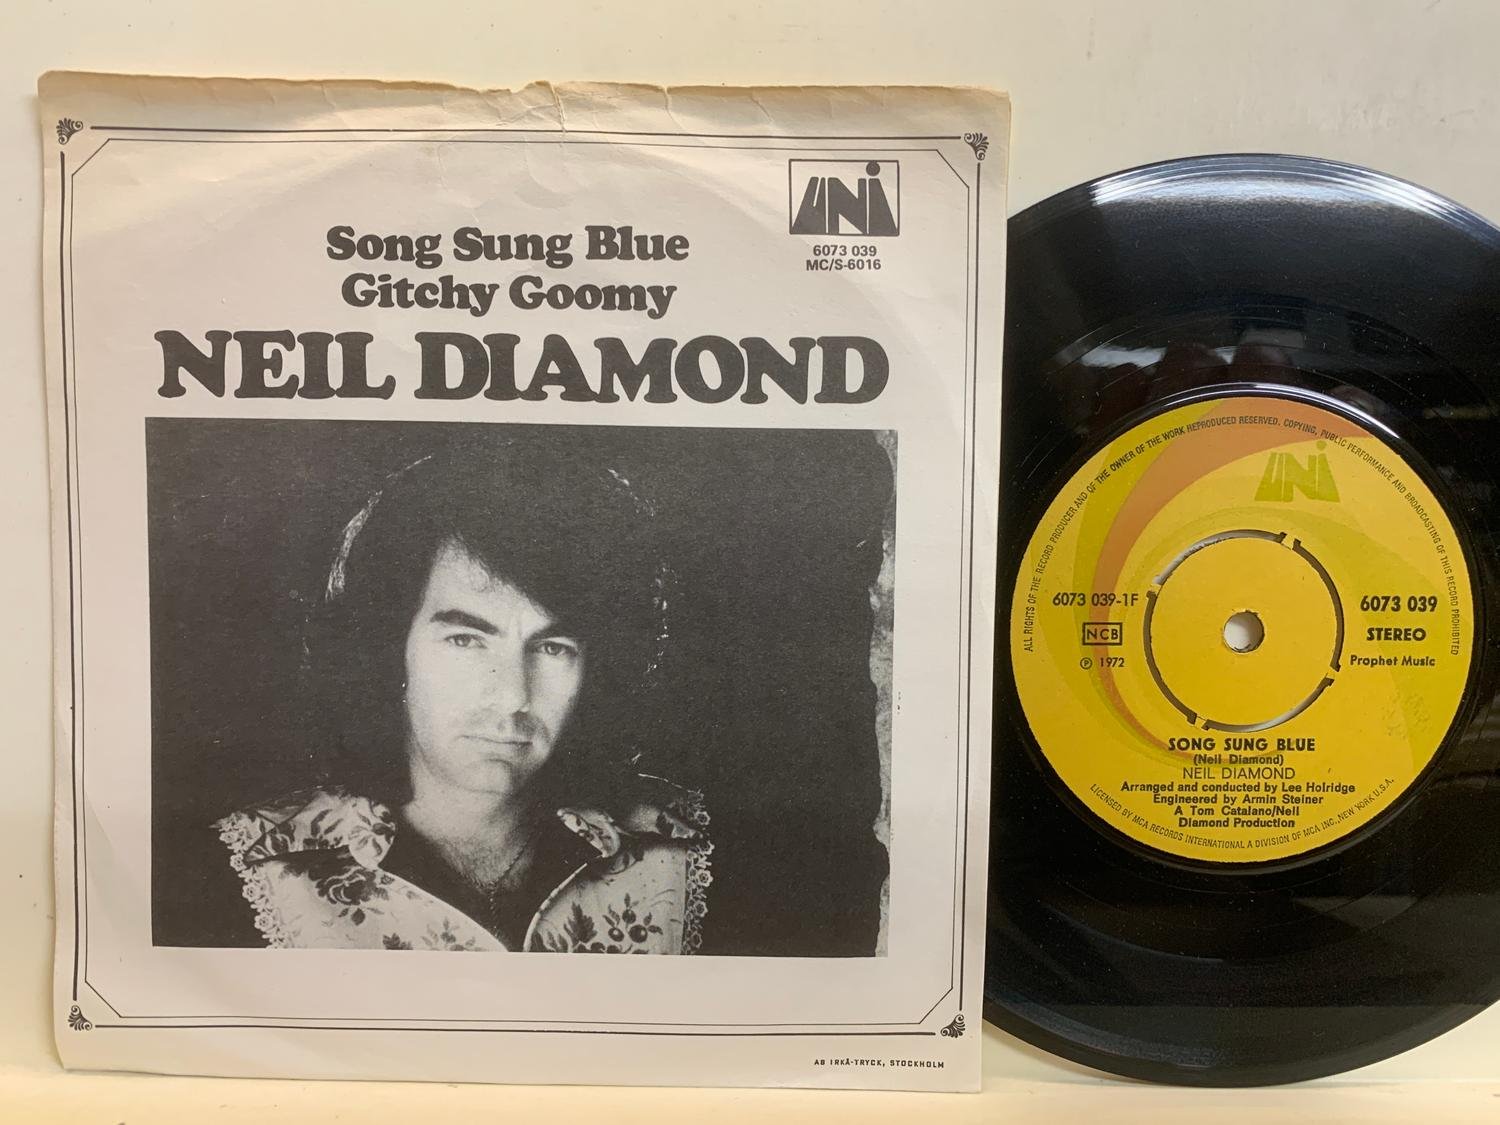 UNI
6073 039
MC/S-6016
Song Sung Blue
Gitchy Goomy
NEIL DIAMOND
AB IRKÅ-TRYCK, STOCKHOLM
ALL RIGHTS OF THE RECORD PRODUCER AND OF THE OWNER OF THE WORK REPRODUCED RESERVED. COPYING, PUBLIC PERFORMANCE AND BROADCASTING OF THIS RECORD PROHIBITED
UNI
6073 039-1F
NCB
℗ 1972
6073 039
STEREO
Prophet Music
SONG SUNG BLUE
(Neil Diamond)
NEIL DIAMOND
Arranged and conducted by Lee Holridge
Engineered by Armin Steiner
A Tom Catalano/Neil
Diamond Production
LICENSED BY MCA RECORDS INTERNATIONAL A DIVISION OF MCA INC., NEW YORK U.S.A.